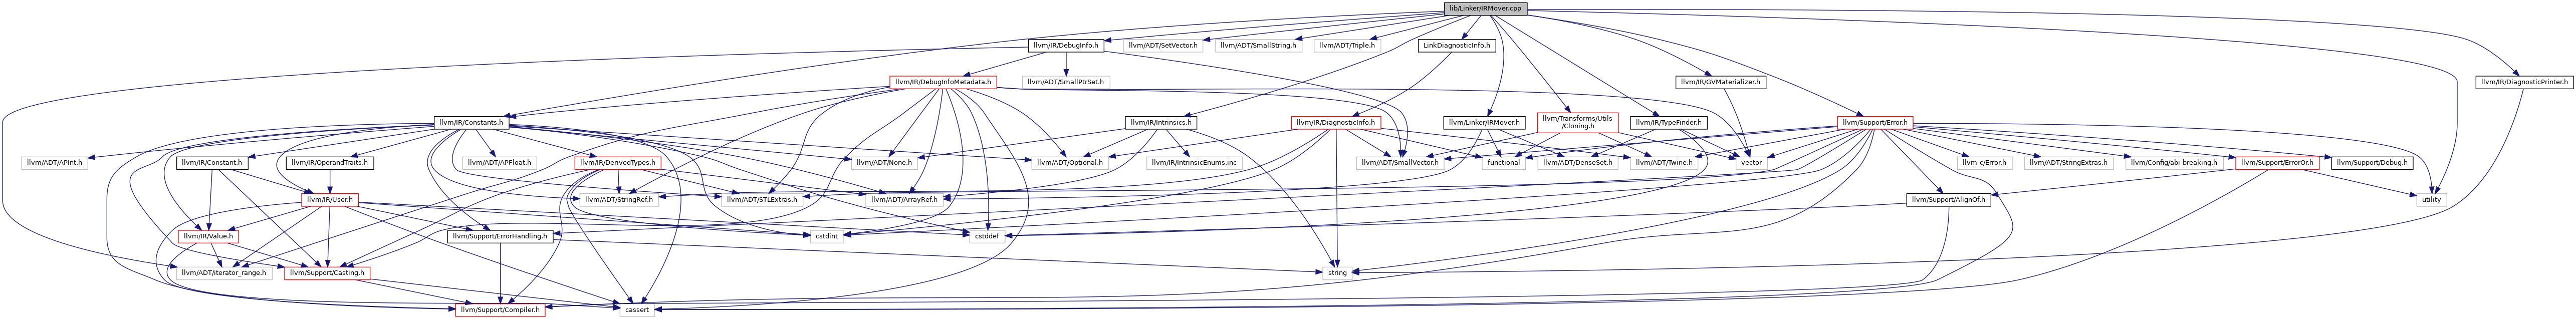 lib/Linker/IRMover.cpp
llvm/IR/DebugInfo.h
llvm/ADT/SetVector.h
llvm/ADT/SmallString.h
llvm/ADT/Triple.h
LinkDiagnosticInfo.h
llvm/IR/DebugInfoMetadata.h
llvm/ADT/SmallPtrSet.h
llvm/IR/GVMaterializer.h
llvm/IR/DiagnosticPrinter.h
llvm/IR/Constants.h
llvm/IR/Intrinsics.h
llvm/IR/DiagnosticInfo.h
llvm/Linker/IRMover.h
llvm/Transforms/Utils
/Cloning.h
llvm/IR/TypeFinder.h
llvm/Support/Error.h
llvm/ADT/APInt.h
llvm/IR/Constant.h
llvm/IR/OperandTraits.h
llvm/ADT/APFloat.h
llvm/IR/DerivedTypes.h
llvm/ADT/None.h
llvm/ADT/Optional.h
llvm/IR/IntrinsicEnums.inc
llvm/ADT/SmallVector.h
functional
llvm/ADT/DenseSet.h
llvm/ADT/Twine.h
vector
llvm-c/Error.h
llvm/ADT/StringExtras.h
llvm/Config/abi-breaking.h
llvm/Support/ErrorOr.h
llvm/Support/Debug.h
llvm/IR/User.h
llvm/ADT/StringRef.h
llvm/ADT/STLExtras.h
llvm/ADT/ArrayRef.h
llvm/Support/AlignOf.h
utility
llvm/IR/Value.h
llvm/Support/ErrorHandling.h
cstdint
cstddef
llvm/ADT/iterator_range.h
llvm/Support/Casting.h
string
llvm/Support/Compiler.h
cassert